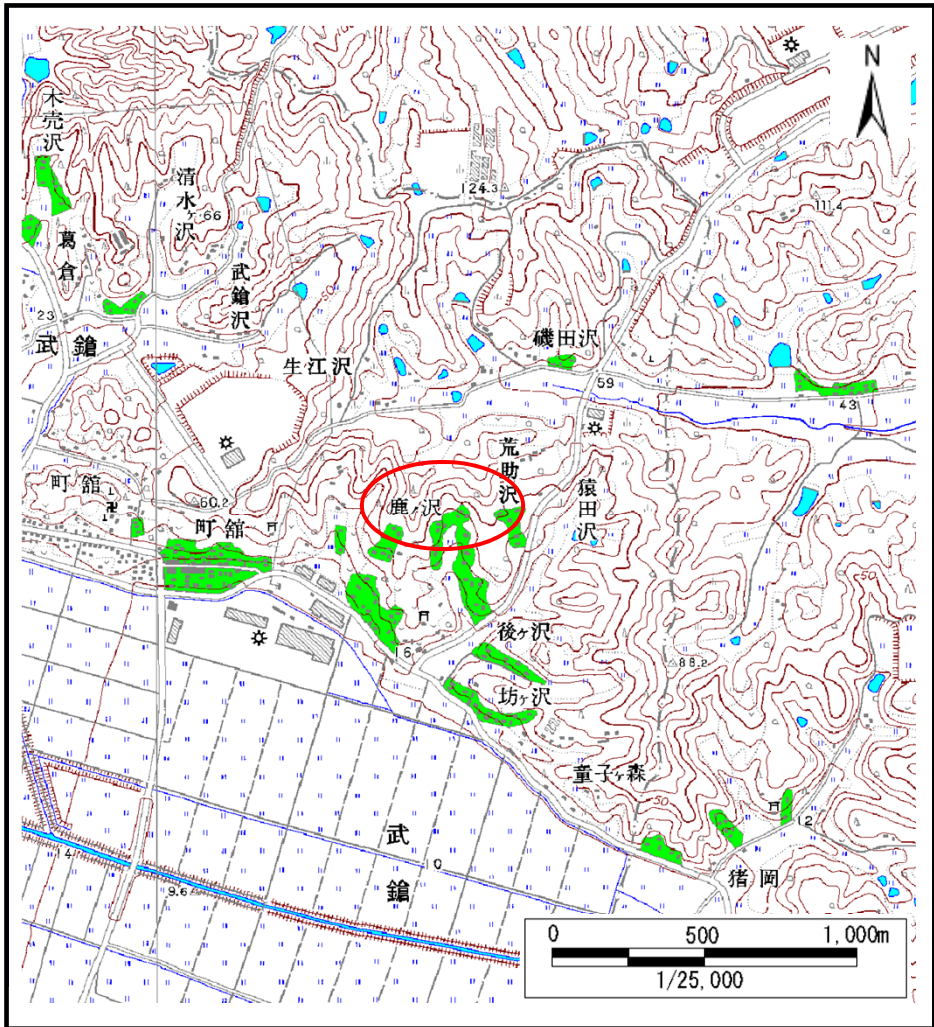 N
木売沢
清水ヶ沢
66
124.3
111.4
葛倉
武鎗沢
50
23
武鎗
生江沢
磯田沢
59
43
荒助沢
猿田沢
町舘
60.2
町舘
鹿ヶ沢
卍
16
後ヶ沢
坊ヶ沢
88.2
50
童子ヶ森
50
12
猪岡
武鎗
14
9.6
0 500 1,000m
1/25,000